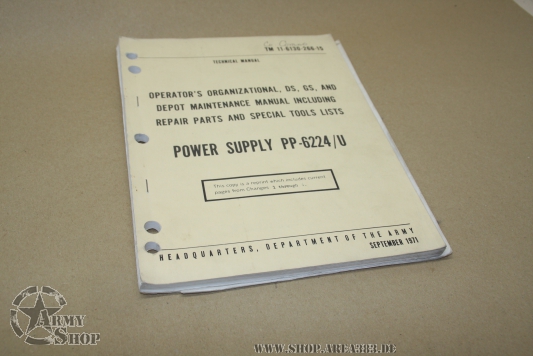 TM 11-6130-266-15
TECHNICAL MANUAL
OPERATOR'S ORGANIZATIONAL, DS, GS, AND
DEPOT MAINTENANCE MANUAL INCLUDING
REPAIR PARTS AND SPECIAL TOOLS LISTS
POWER SUPPLY PP-6224/U
This copy is a reprint which includes current
pages from Changes 1 through
HEADQUARTERS, DEPARTMENT OF THE ARMY
SEPTEMBER 1971
ARMY
SHOP
WWW.SHOP.AREA183.DE